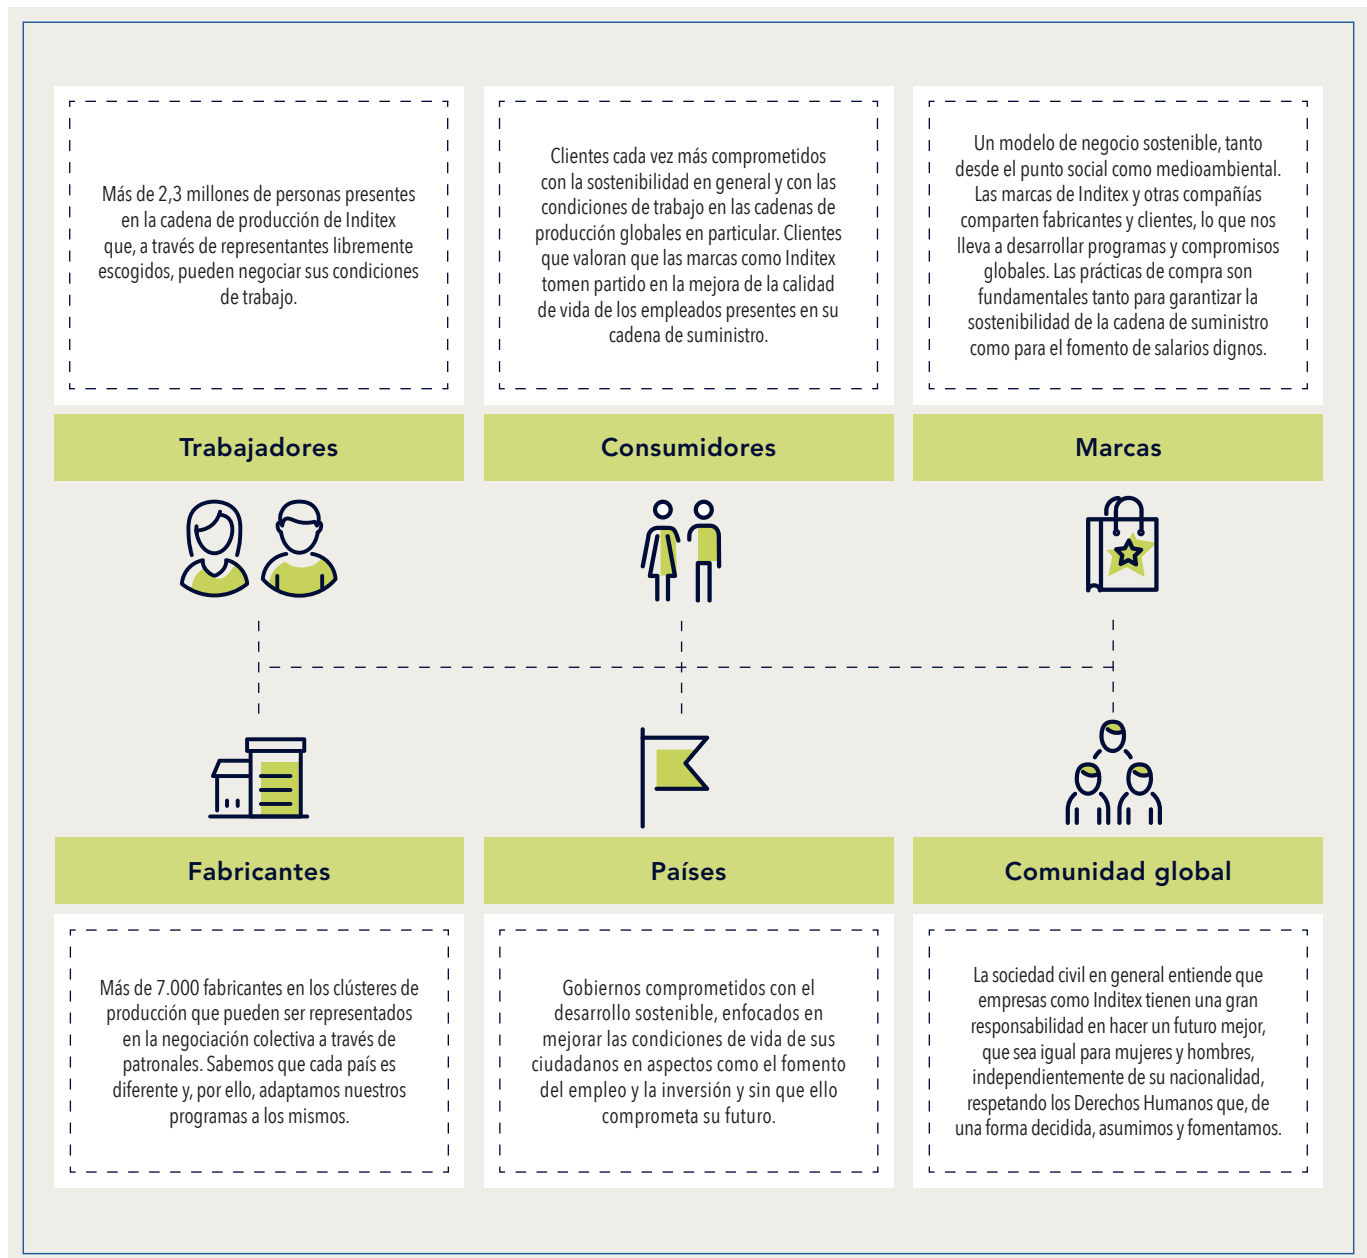 Más de 2,3 millones de personas presentes
en la cadena de producción de Inditex
que, a través de representantes libremente
escogidos, pueden negociar sus condiciones
de trabajo.
Trabajadores
Clientes cada vez más comprometidos
con la sostenibilidad en general y con las
condiciones de trabajo en las cadenas de
producción globales en particular. Clientes
que valoran que las marcas como Inditex
tomen partido en la mejora de la calidad
de vida de los empleados presentes en su
cadena de suministro.
Consumidores
Un modelo de negocio sostenible, tanto
desde el punto social como medioambiental.
Las marcas de Inditex y otras compañías
comparten fabricantes y clientes, lo que nos
lleva a desarrollar programas y compromisos
globales. Las prácticas de compra son
fundamentales tanto para garantizar la
sostenibilidad de la cadena de suministro
como para el fomento de salarios dignos.
Marcas
Fabricantes
Más de 7.000 fabricantes en los clústeres de
producción que pueden ser representados
en la negociación colectiva a través de
patronales. Sabemos que cada país es
diferente y, por ello, adaptamos nuestros
programas a los mismos.
Países
Gobiernos comprometidos con el
desarrollo sostenible, enfocados en
mejorar las condiciones de vida de sus
ciudadanos en aspectos como el fomento
del empleo y la inversión y sin que ello
comprometa su futuro.
Comunidad global
La sociedad civil en general entiende que
empresas como Inditex tienen una gran
responsabilidad en hacer un futuro mejor,
que sea igual para mujeres y hombres,
independientemente de su nacionalidad,
respetando los Derechos Humanos que, de
una forma decidida, asumimos y fomentamos.